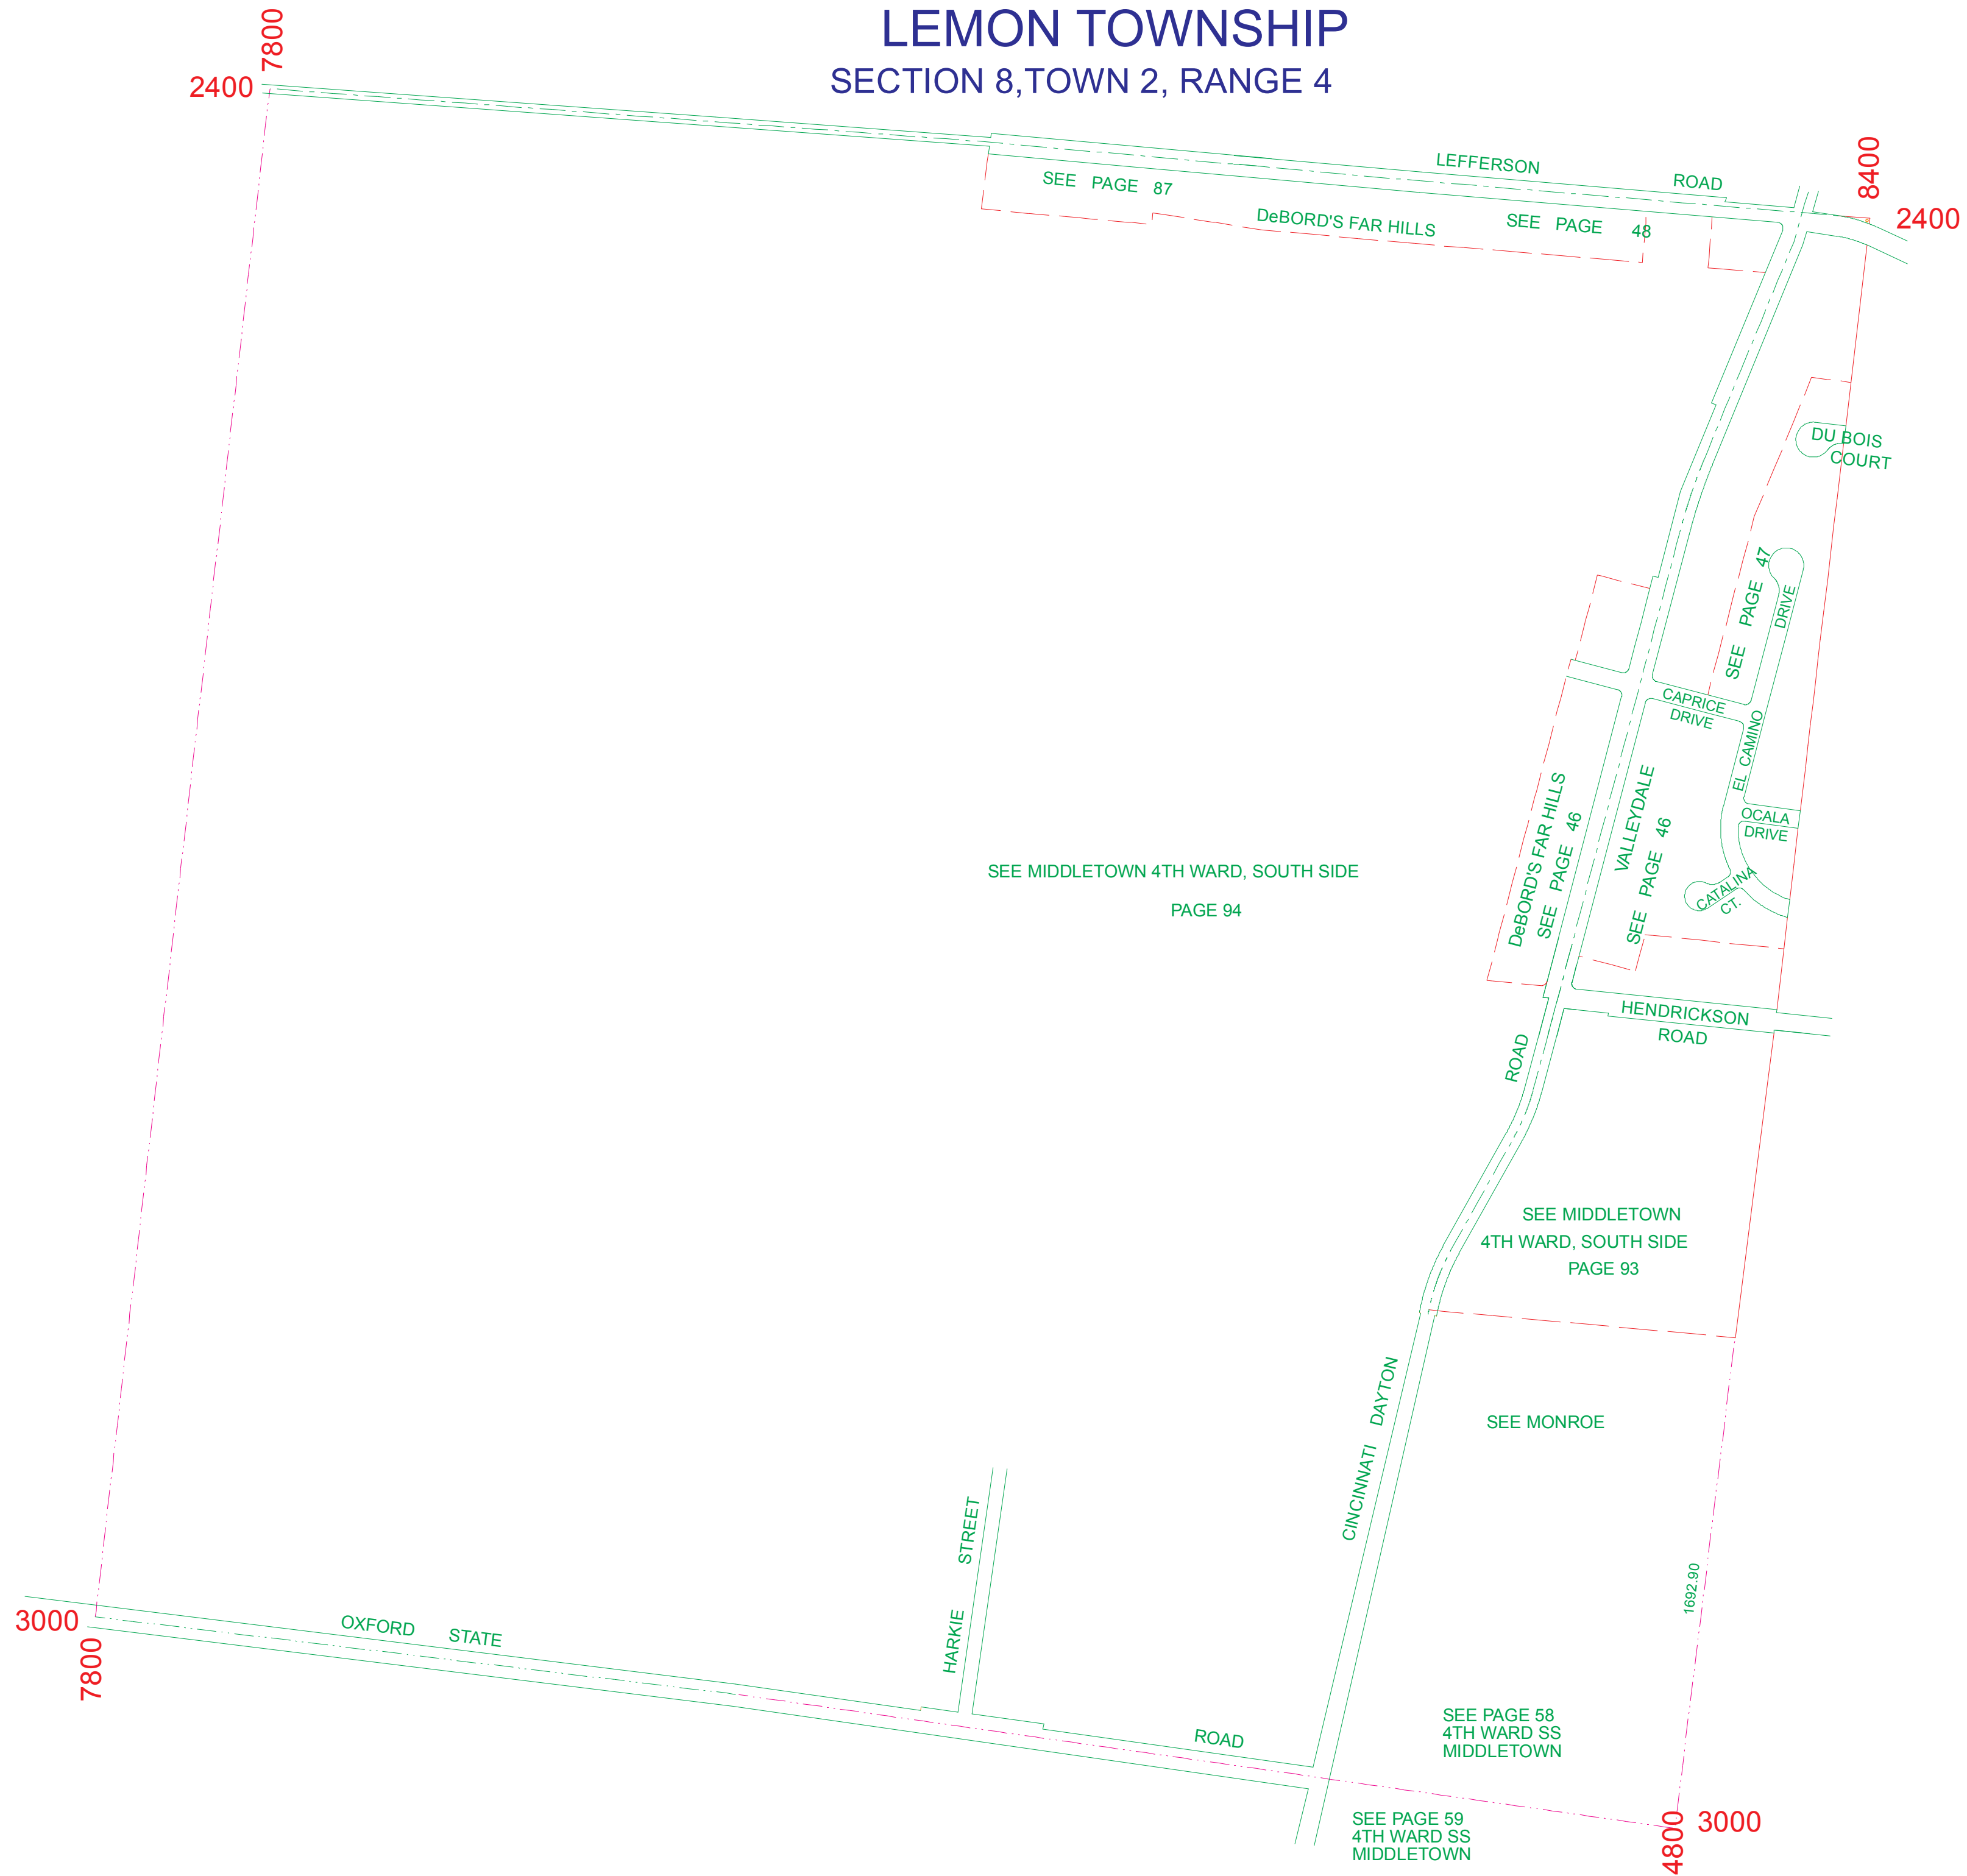 LEMON TOWNSHIP
SECTION 8,TOWN 2, RANGE 4
7800
2400
8400
2400
LEFFERSON ROAD
SEE PAGE 87
DeBORD'S FAR HILLS
SEE PAGE 48
DU BOIS
COURT
SEE PAGE 47
DRIVE
CAPRICE
DRIVE
EL CAMINO
OCALA
DRIVE
CATALINA
CT.
VALLEYDALE
SEE PAGE 46
DeBORD'S FAR HILLS
SEE PAGE 46
SEE MIDDLETOWN 4TH WARD, SOUTH SIDE
PAGE 94
HENDRICKSON
ROAD
ROAD
SEE MIDDLETOWN
4TH WARD, SOUTH SIDE
PAGE 93
CINCINNATI DAYTON
SEE MONROE
HARKIE STREET
1692.90
3000
7800
OXFORD STATE
ROAD
SEE PAGE 58
4TH WARD SS
MIDDLETOWN
SEE PAGE 59
4TH WARD SS
MIDDLETOWN
4800
3000